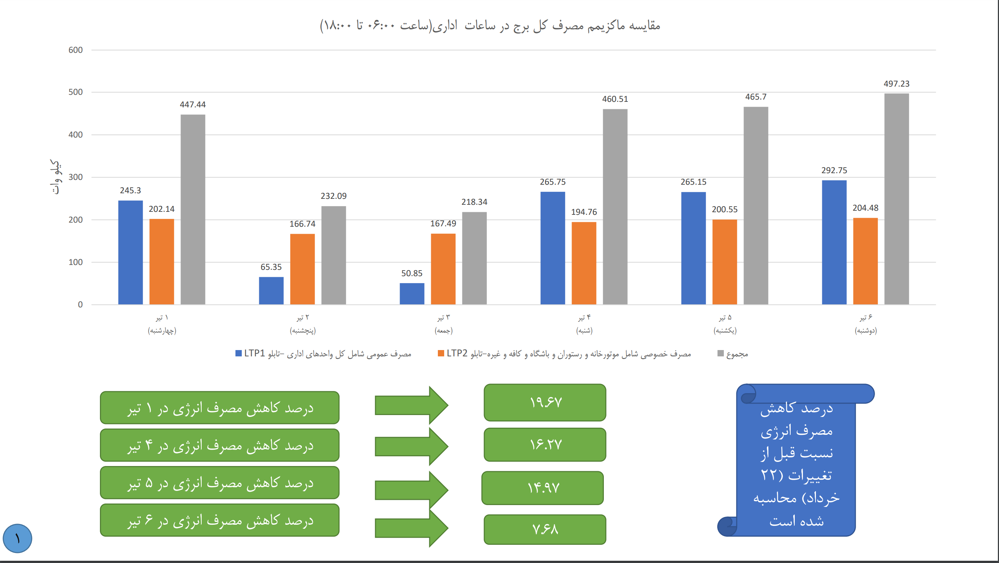 مقایسه ماکزیمم مصرف کل برج در ساعات اداری(ساعت ۰۶:۰۰ تا ۱۸:۰۰)
کیلو وات
600
500
400
300
200
100
0
245.3
202.14
447.44
65.35
166.74
232.09
50.85
167.49
218.34
265.75
194.76
460.51
265.15
200.55
465.7
292.75
204.48
497.23
۱ تیر
(چهارشنبه)
۲ تیر
(پنچشنبه)
۳ تیر
(جمعه)
۴ تیر
(شنبه)
۵ تیر
(یکشنبه)
۶ تیر
(دوشنبه)
مصرف عمومی شامل کل واحدهای اداری –تابلو LTP1
مصرف خصوصی شامل موتورخانه و رستوران و باشگاه و کافه و غیره–تابلو LTP2
مجموع
درصد کاهش مصرف انرژی در ۱ تیر
۱۹.۶۷
درصد کاهش مصرف انرژی در ۴ تیر
۱۶.۲۷
درصد کاهش مصرف انرژی در ۵ تیر
۱۴.۹۷
درصد کاهش مصرف انرژی در ۶ تیر
۷.۶۸
درصد کاهش
مصرف انرژی
نسبت قبل از
تغییرات (۲۲
خرداد) محاسبه
شده است
۱